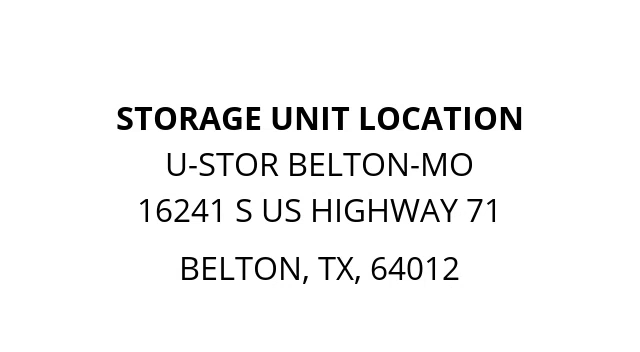 STORAGE UNIT LOCATION
U-STOR BELTON-MO
16241 S US HIGHWAY 71
BELTON, TX, 64012